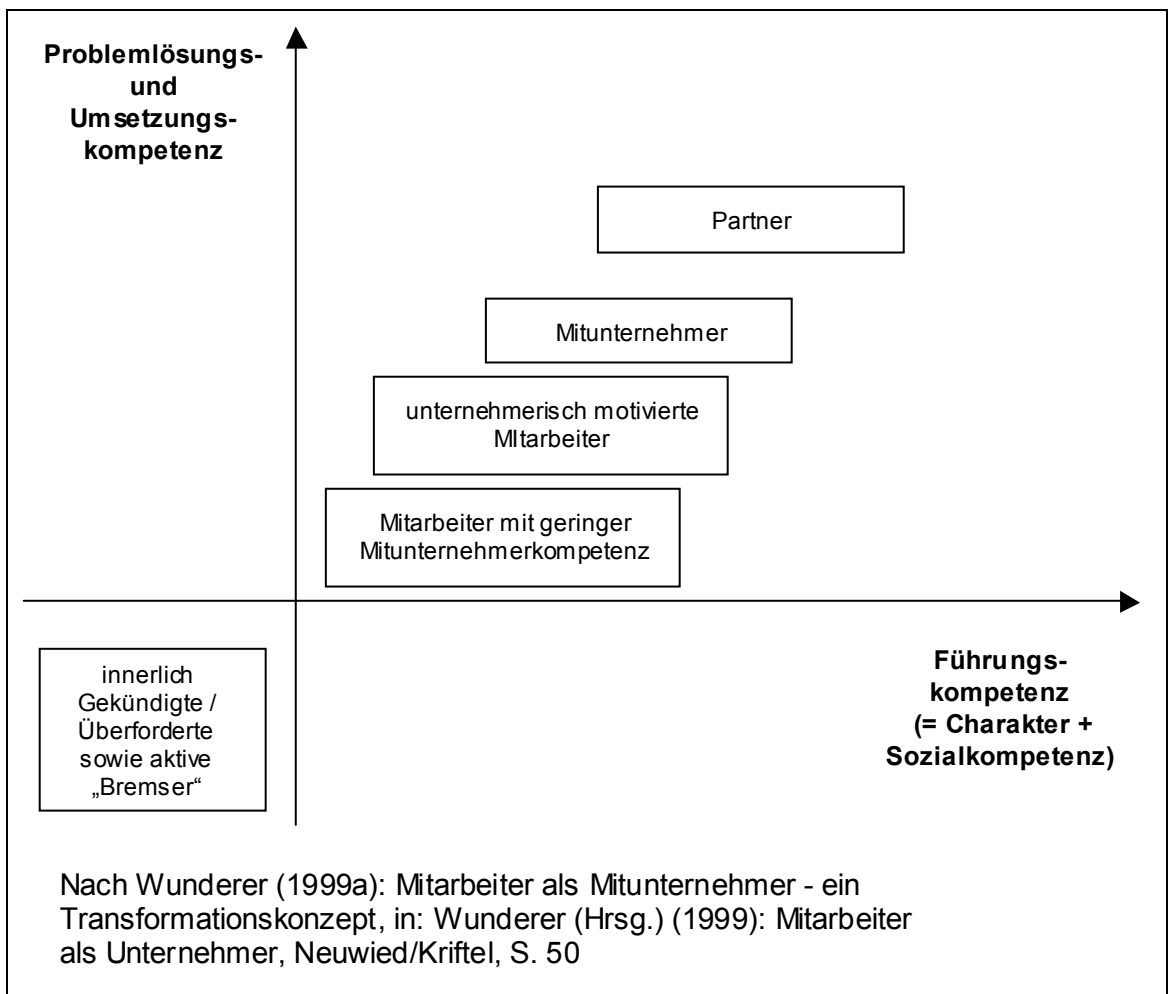 Problemlösungs-
und
Umsetzungs-
kompetenz
Partner
Mitunternehmer
unternehmerisch motivierte
MItarbeiter
Mitarbeiter mit geringer
Mitunternehmerkompetenz
innerlich
Gekündigte /
Überforderte
sowie aktive
„Bremser“
Führungs-
kompetenz
(= Charakter +
Sozialkompetenz)
Nach Wunderer (1999a): Mitarbeiter als Mitunternehmer - ein
Transformationskonzept, in: Wunderer (Hrsg.) (1999): Mitarbeiter
als Unternehmer, Neuwied/Kriftel, S. 50